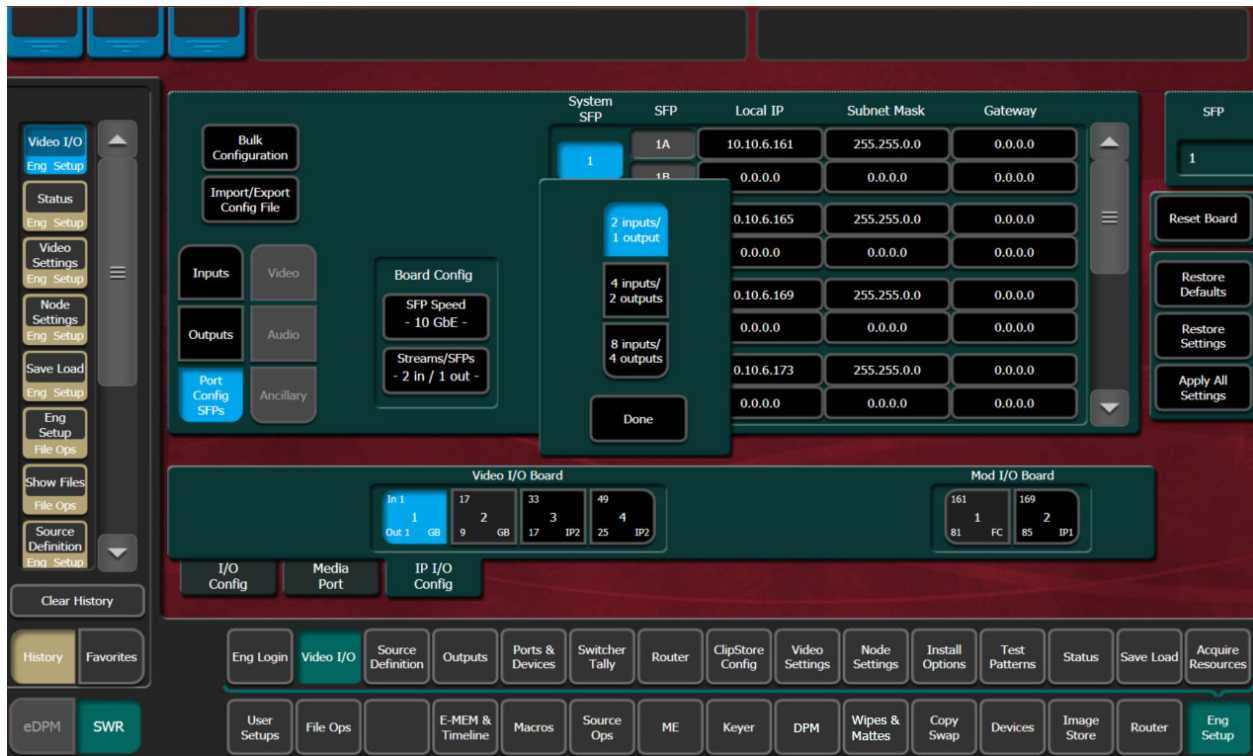 System
SFP
SFP
Local IP
Subnet Mask
Gateway
SFP
Video I/O
Eng Setup
Status
Eng Setup
Video
Settings
Eng Setup
Node
Settings
Eng Setup
Save Load
Eng Setup
Eng
Setup
File Ops
Show Files
File Ops
Source
Definition
Eng Setup
Clear History
History
Favorites
eDPM
SWR
Bulk
Configuration
Import/Export
Config File
Inputs
Video
Outputs
Audio
Port
Config
SFPs
Ancillary
Board Config
SFP Speed
- 10 GbE -
Streams/SFPs
- 2 in / 1 out -
1
1A
10.10.6.161
255.255.0.0
0.0.0.0
1B
0.0.0.0
0.0.0.0
0.0.0.0
0.10.6.165
255.255.0.0
0.0.0.0
0.0.0.0
0.0.0.0
0.0.0.0
0.10.6.169
255.255.0.0
0.0.0.0
0.0.0.0
0.0.0.0
0.0.0.0
0.10.6.173
255.255.0.0
0.0.0.0
0.0.0.0
0.0.0.0
0.0.0.0
2 inputs/
1 output
4 inputs/
2 outputs
8 inputs/
4 outputs
Done
1
Reset Board
Restore
Defaults
Restore
Settings
Apply All
Settings
Video I/O Board
In 1
1
Out 1 GB
17
2
9 GB
33
3
17 IP2
49
4
25 IP2
Mod I/O Board
161
1
81 FC
169
2
85 IP1
I/O
Config
Media
Port
IP I/O
Config
Eng Login
Video I/O
Source
Definition
Outputs
Ports &
Devices
Switcher
Tally
Router
ClipStore
Config
Video
Settings
Node
Settings
Install
Options
Test
Patterns
Status
Save Load
Acquire
Resources
User
Setups
File Ops
E-MEM &
Timeline
Macros
Source
Ops
ME
Keyer
DPM
Wipes &
Mattes
Copy
Swap
Devices
Image
Store
Router
Eng
Setup